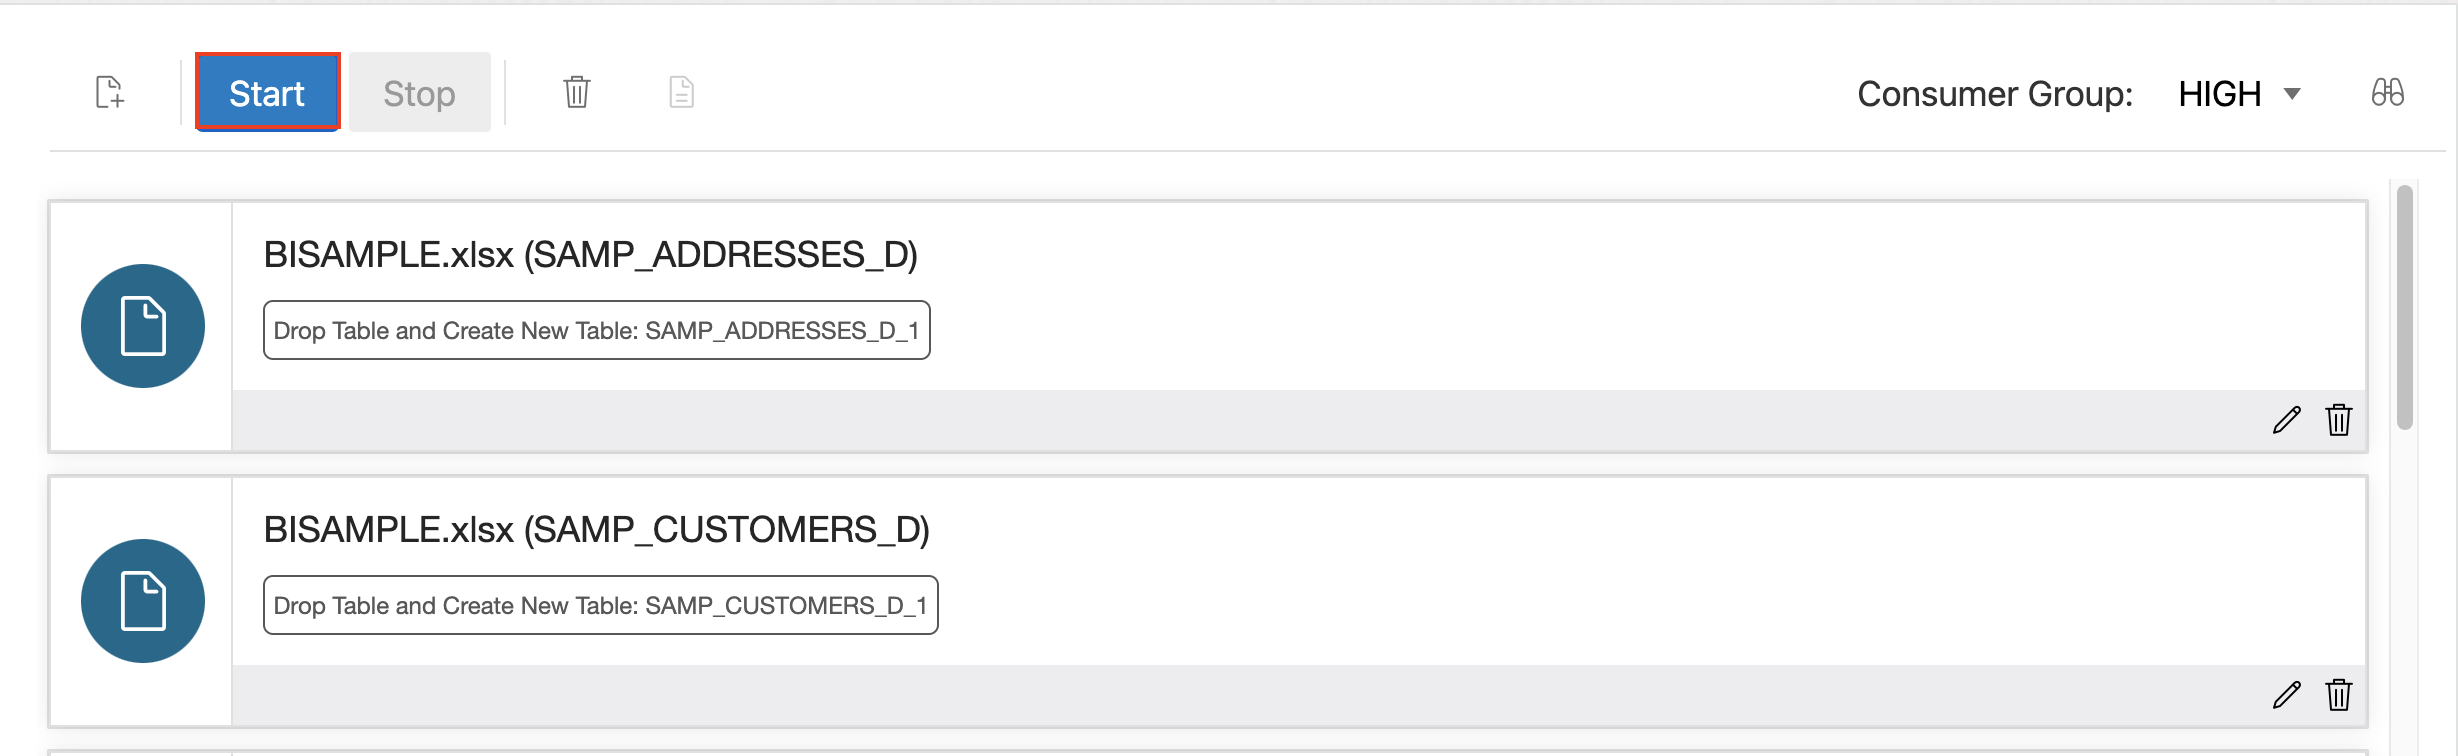 Start Stop Consumer Group: HIGH
BISAMPLE.xlsx (SAMP_ADDRESSES_D)
Drop Table and Create New Table: SAMP_ADDRESSES_D_1
BISAMPLE.xlsx (SAMP_CUSTOMERS_D)
Drop Table and Create New Table: SAMP_CUSTOMERS_D_1